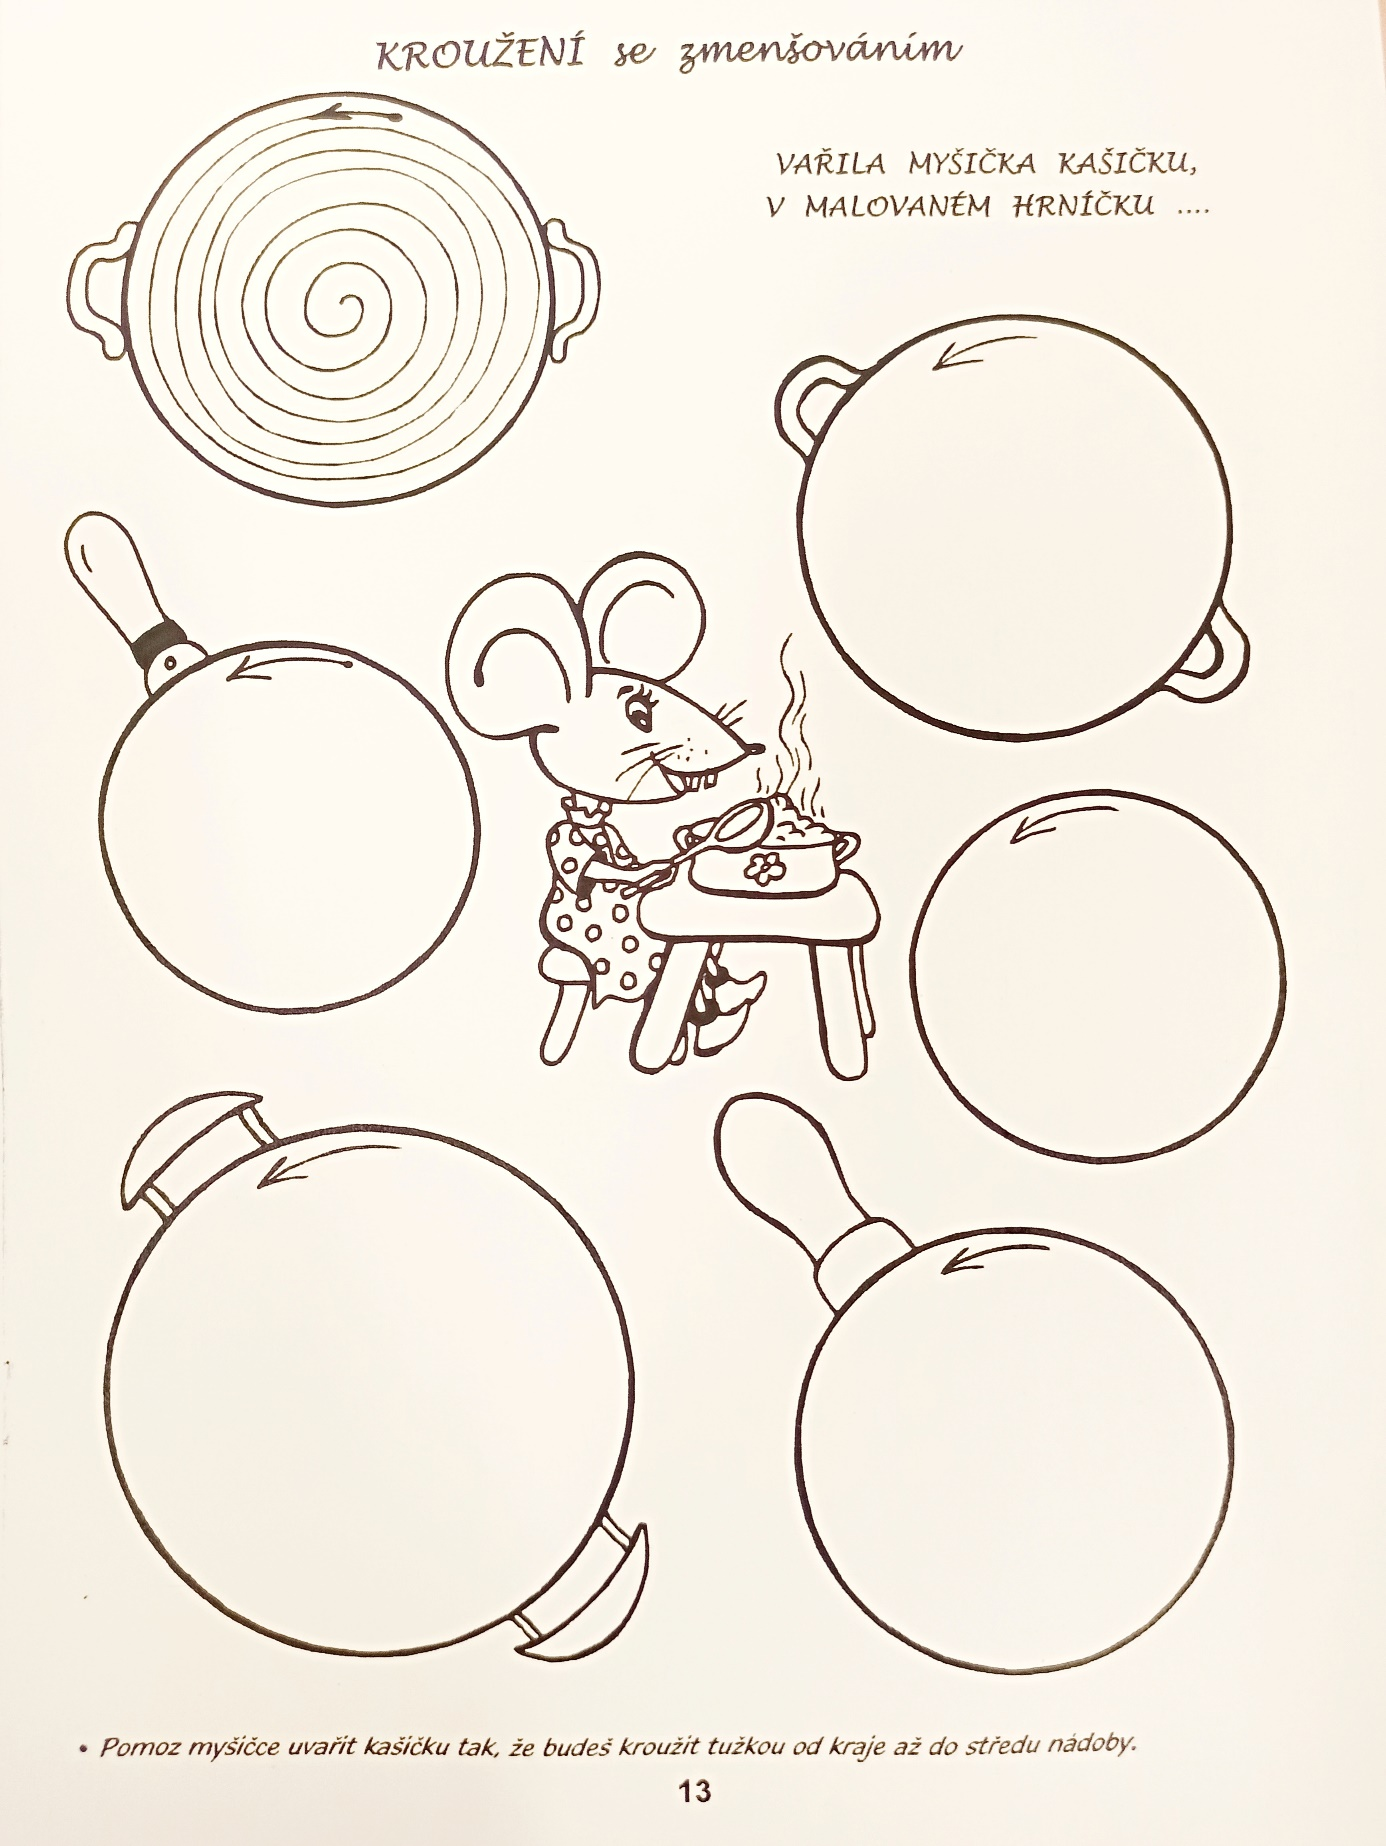 KROUŽENÍ se zmenšováním
VAŘILA MYŠIČKA KAŠIČKU,
V MALOVANÉM HRNÍČKU ....
• Pomoz myšičce uvařit kašičku tak, že budeš kroužit tužkou od kraje až do středu nádoby.
13